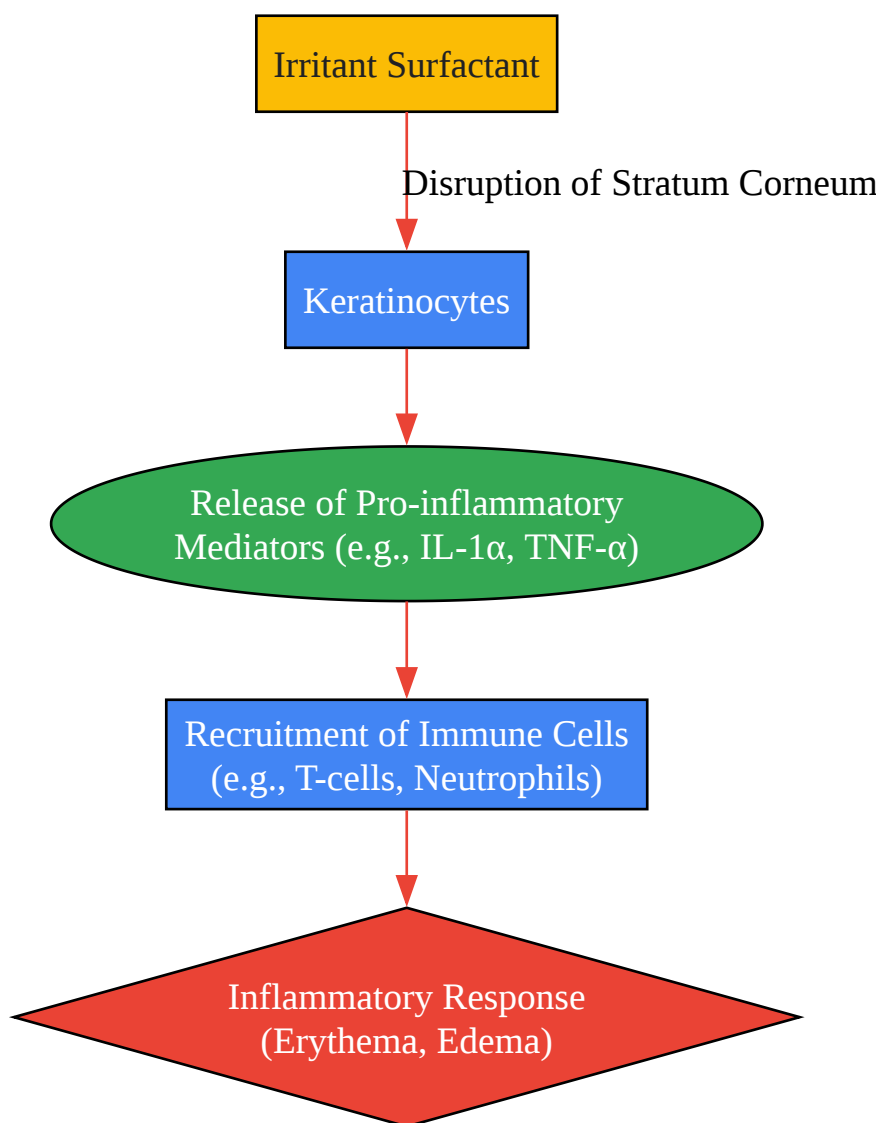 Irritant Surfactant
Disruption of Stratum Corneum
Keratinocytes
Release of Pro-inflammatory
Mediators (e.g., IL-1α, TNF-α)
Recruitment of Immune Cells
(e.g., T-cells, Neutrophils)
Inflammatory Response
(Erythema, Edema)